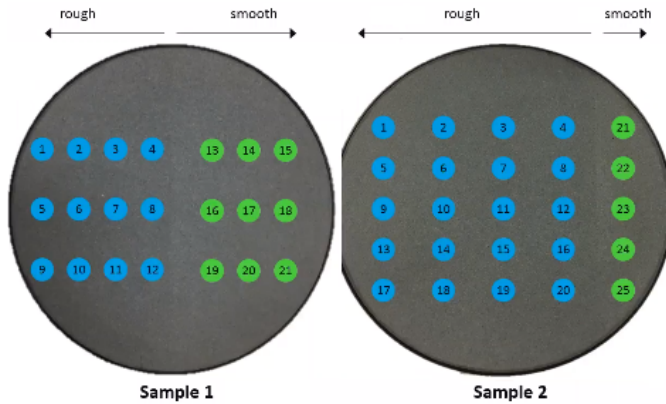 rough smooth rough smooth
1 2 3 4 13 14 15
5 6 7 8 16 17 18
9 10 11 12 19 20 21
1 2 3 4 21
5 6 7 8 22
9 10 11 12 23
13 14 15 16 24
17 18 19 20 25
Sample 1 Sample 2